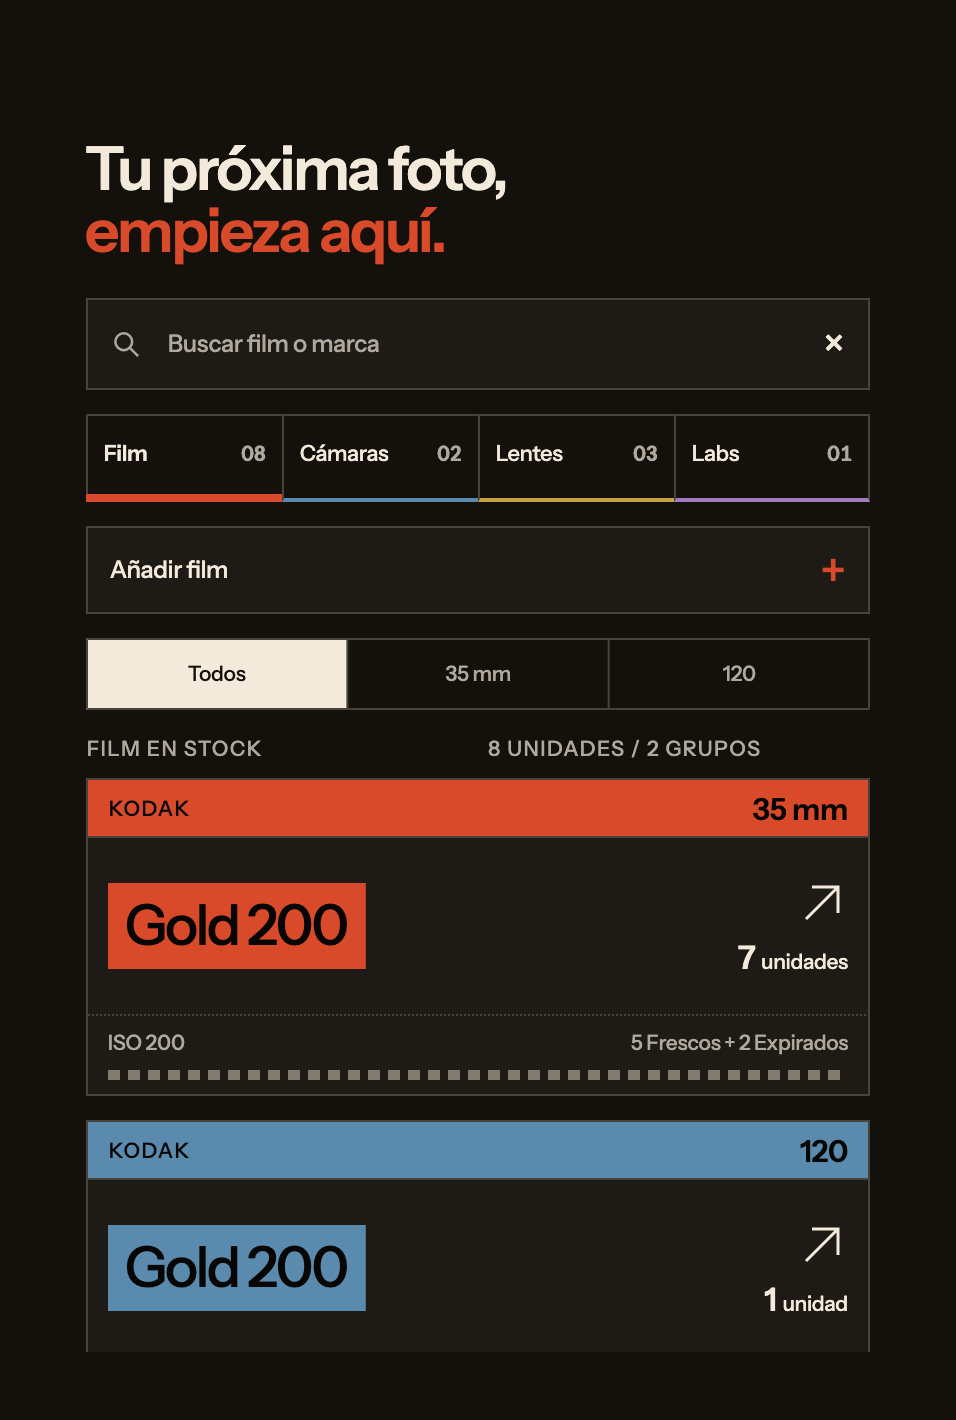 Tu próxima foto,
empieza aquí.
Buscar film o marca ×
Film 08 Cámaras 02 Lentes 03 Labs 01
Añadir film +
Todos 35 mm 120
FILM EN STOCK 8 UNIDADES / 2 GRUPOS
KODAK 35 mm
Gold 200
7 unidades
ISO 200 5 Frescos + 2 Expirados
KODAK 120
Gold 200
1 unidad